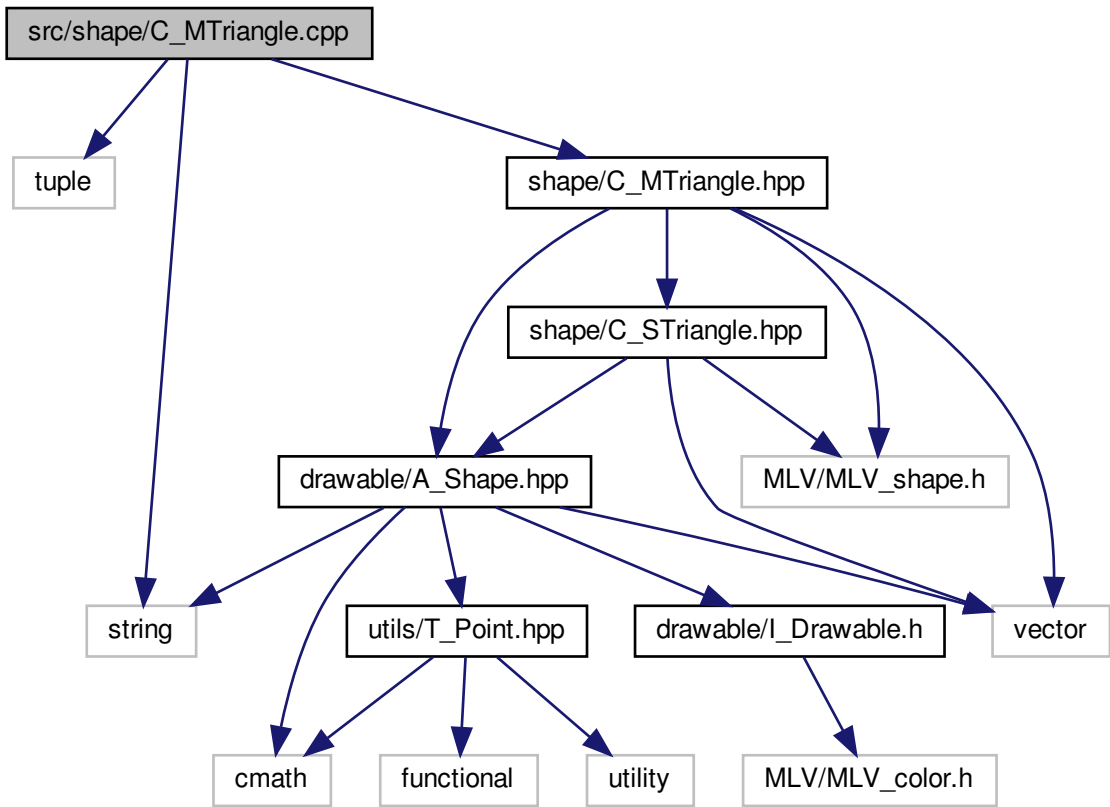 src/shape/C_MTriangle.cpp
tuple
shape/C_MTriangle.hpp
shape/C_STriangle.hpp
drawable/A_Shape.hpp
MLV/MLV_shape.h
string
utils/T_Point.hpp
drawable/I_Drawable.h
vector
cmath
functional
utility
MLV/MLV_color.h